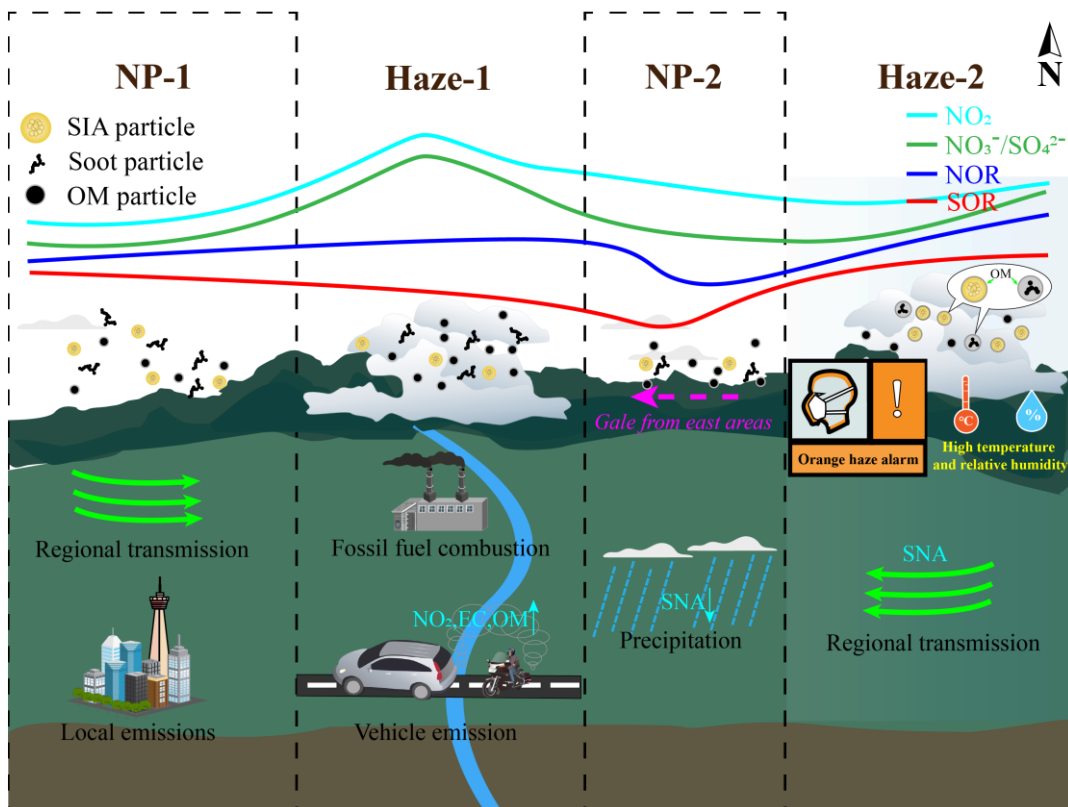 NP-1
Haze-1
NP-2
Haze-2
N
SIA particle
Soot particle
OM particle
NO₂
NO₃⁻/SO₄²⁻
NOR
SOR
OM
Gale from east areas
!
Orange haze alarm
°C
%
High temperature
and relative humidity
Regional transmission
Fossil fuel combustion
SNA
Precipitation
SNA
Regional transmission
NO₂,EC,OM
Local emissions
Vehicle emission